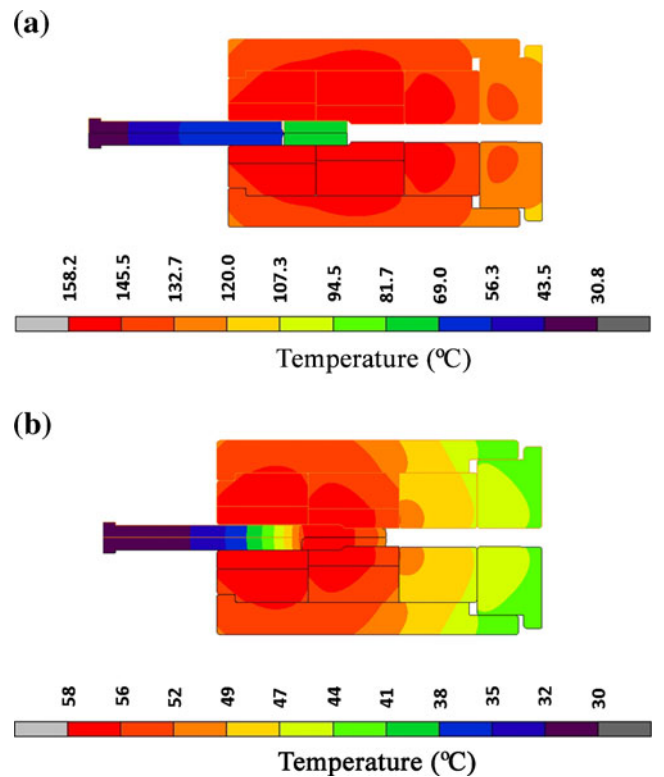 (a)
158.2 145.5 132.7 120.0 107.3 94.5 81.7 69.0 56.3 43.5 30.8
Temperature (ºC)
(b)
58 56 52 49 47 44 41 38 35 32 30
Temperature (ºC)